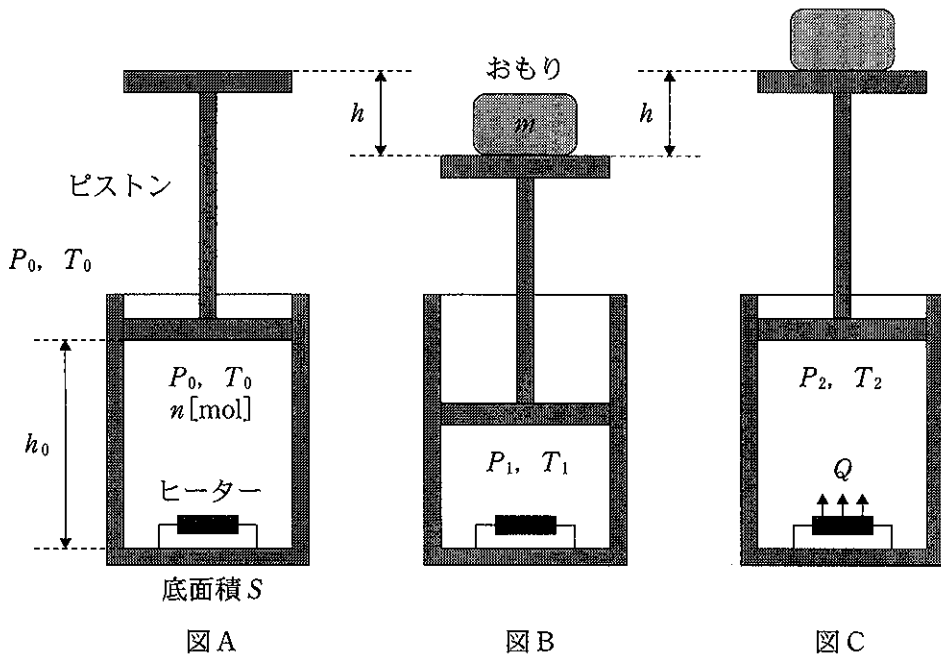 おもり
h
m
h
ピストン
P₀, T₀
P₀, T₀
n[mol]
P₁, T₁
P₂, T₂
h₀
Q
ヒーター
底面積 S
図A
図B
図C